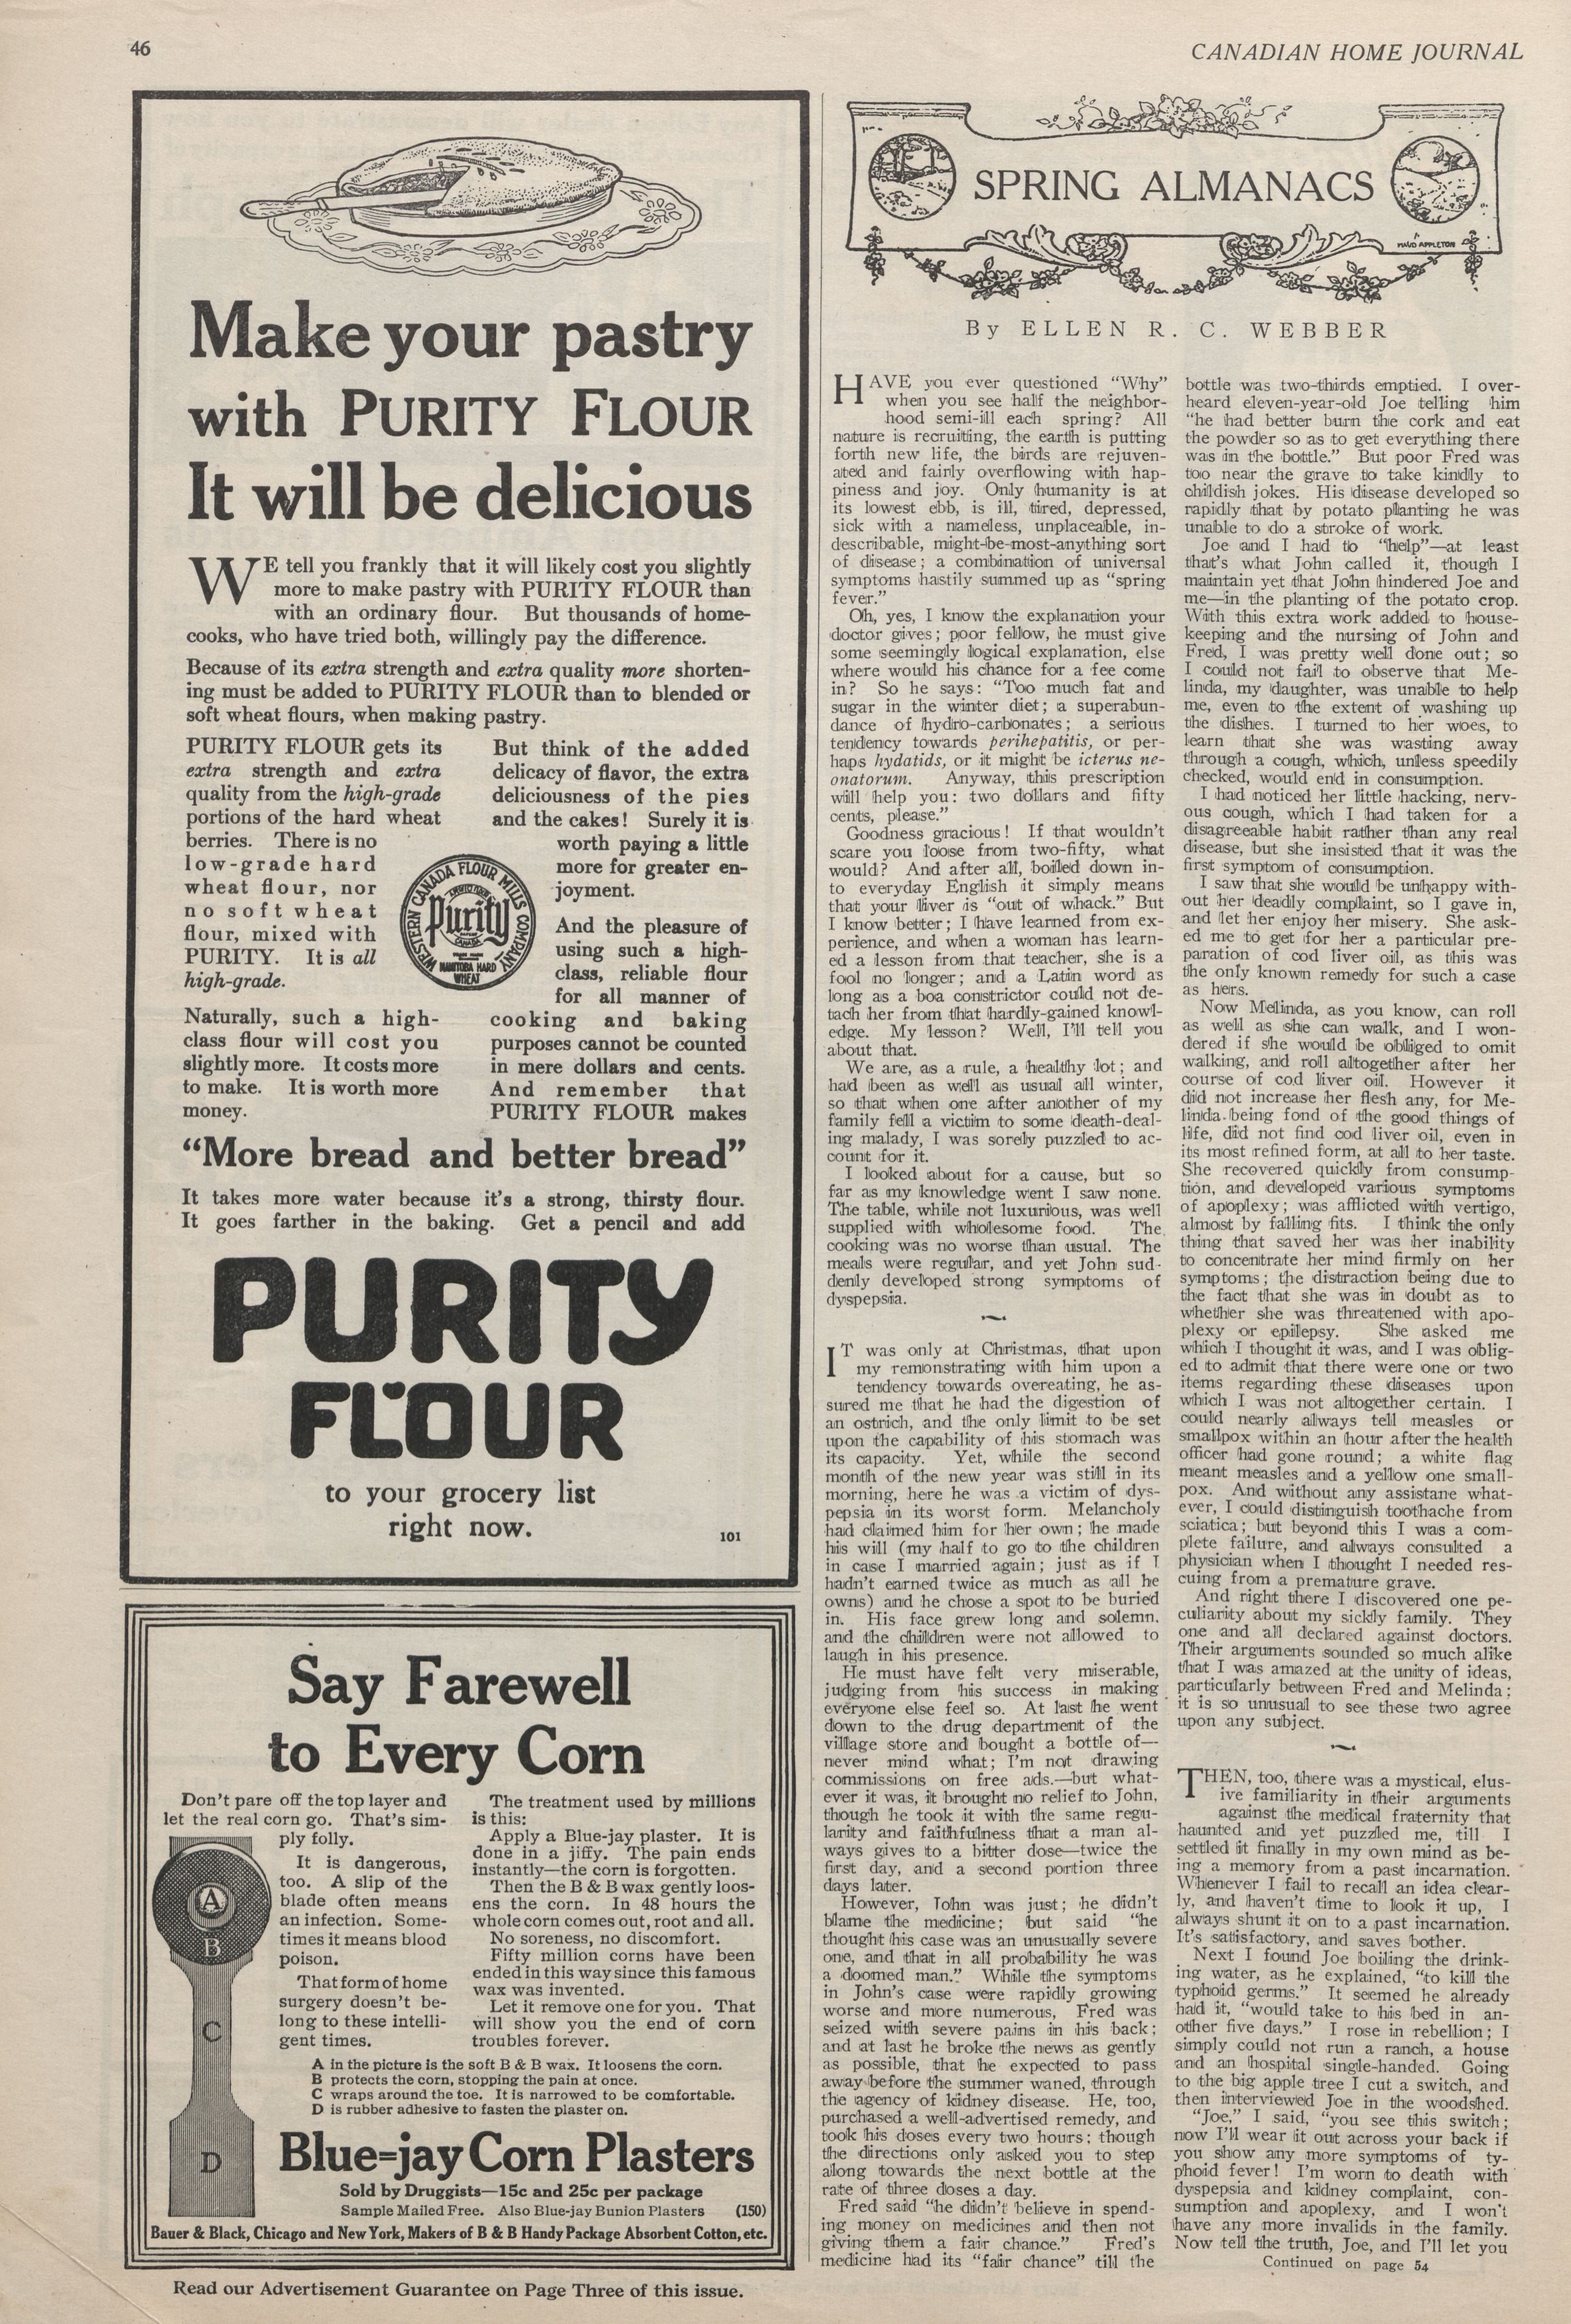 46
CANADIAN HOME JOURNAL
Make your pastry
with PURITY FLOUR
It will be delicious
WE tell you frankly that it will likely cost you slightly
more to make pastry with PURITY FLOUR than
with an ordinary flour. But thousands of home-
cooks, who have tried both, willingly pay the difference.
Because of its extra strength and extra quality more shorten-
ing must be added to PURITY FLOUR than to blended or
soft wheat flours, when making pastry.
PURITY FLOUR gets its
extra strength and extra
quality from the high-grade
portions of the hard wheat
berries. There is no
low-grade hard
wheat flour, nor
no soft wheat
flour, mixed with
PURITY. It is all
high-grade.
Naturally, such a high-
class flour will cost you
slightly more. It costs more
to make. It is worth more
money.
WESTERN CANADA FLOUR MILLS COMPANY
Purity
MANITOBA HARD
WHEAT
But think of the added
delicacy of flavor, the extra
deliciousness of the pies
and the cakes! Surely it is
worth paying a little
more for greater en-
joyment.
And the pleasure of
using such a high-
class, reliable flour
for all manner of
cooking and baking
purposes cannot be counted
in mere dollars and cents.
And remember that
PURITY FLOUR makes
“More bread and better bread”
It takes more water because it's a strong, thirsty flour.
It goes farther in the baking. Get a pencil and add
PURITY
FLOUR
to your grocery list
right now.
101
Say Farewell
to Every Corn
Don't pare off the top layer and
let the real corn go. That's sim-
ply folly.
It is dangerous,
too. A slip of the
blade often means
an infection. Some-
times it means blood
poison.
That form of home
surgery doesn't be-
long to these intelli-
gent times.
A
B
C
D
The treatment used by millions
is this:
Apply a Blue-jay plaster. It is
done in a jiffy. The pain ends
instantly—the corn is forgotten.
Then the B & B wax gently loos-
ens the corn. In 48 hours the
whole corn comes out, root and all.
No soreness, no discomfort.
Fifty million corns have been
ended in this way since this famous
wax was invented.
Let it remove one for you. That
will show you the end of corn
troubles forever.
A in the picture is the soft B & B wax. It loosens the corn.
B protects the corn, stopping the pain at once.
C wraps around the toe. It is narrowed to be comfortable.
D is rubber adhesive to fasten the plaster on.
Blue=jay Corn Plasters
Sold by Druggists—15c and 25c per package
Sample Mailed Free. Also Blue-jay Bunion Plasters (150)
Bauer & Black, Chicago and New York, Makers of B & B Handy Package Absorbent Cotton, etc.
Read our Advertisement Guarantee on Page Three of this issue.
SPRING ALMANACS
MAUD APPLETON
By ELLEN R. C. WEBBER
HAVE you ever questioned “Why”
when you see half the neighbor-
hood semi-ill each spring? All
nature is recruiting, the earth is putting
forth new life, the birds are rejuven-
ated and fairly overflowing with hap-
piness and joy. Only humanity is at
its lowest ebb, is ill, tired, depressed,
sick with a nameless, unplaceable, in-
describable, might-be-most-anything sort
of disease; a combination of universal
symptoms hastily summed up as “spring
fever.”
Oh, yes, I know the explanation your
doctor gives; poor fellow, he must give
some seemingly logical explanation, else
where would his chance for a fee come
in? So he says: “Too much fat and
sugar in the winter diet; a superabun-
dance of hydro-carbonates; a serious
tendency towards perihepatitis, or per-
haps hydatids, or it might be icterus ne-
onatorum. Anyway, this prescription
will help you: two dollars and fifty
cents, please.”
Goodness gracious! If that wouldn't
scare you loose from two-fifty, what
would? And after all, boiled down in-
to everyday English it simply means
that your liver is “out of whack.” But
I know better; I have learned from ex-
perience, and when a woman has learn-
ed a lesson from that teacher, she is a
fool no longer; and a Latin word as
long as a boa constrictor could not de-
tach her from that hardly-gained knowl-
edge. My lesson? Well, I'll tell you
about that.
We are, as a rule, a healthy lot; and
had been as well as usual all winter,
so that when one after another of my
family fell a victim to some death-deal-
ing malady, I was sorely puzzled to ac-
count for it.
I looked about for a cause, but so
far as my knowledge went I saw none.
The table, while not luxurious, was well
supplied with wholesome food. The
cooking was no worse than usual. The
meals were regular, and yet John sud-
denly developed strong symptoms of
dyspepsia.
IT was only at Christmas, that upon
my remonstrating with him upon a
tendency towards overeating, he as-
sured me that he had the digestion of
an ostrich, and the only limit to be set
upon the capability of his stomach was
its capacity. Yet, while the second
month of the new year was still in its
morning, here he was a victim of dys-
pepsia in its worst form. Melancholy
had claimed him for her own; he made
his will (my half to go to the children
in case I married again; just as if I
hadn't earned twice as much as all he
owns) and he chose a spot to be buried
in. His face grew long and solemn,
and the children were not allowed to
laugh in his presence.
He must have felt very miserable,
judging from his success in making
everyone else feel so. At last he went
down to the drug department of the
village store and bought a bottle of—
never mind what; I'm not drawing
commissions on free ads.—but what-
ever it was, it brought no relief to John,
though he took it with the same regu-
larity and faithfulness that a man al-
ways gives to a bitter dose—twice the
first day, and a second portion three
days later.
However, John was just; he didn't
blame the medicine; but said “he
thought his case was an unusually severe
one, and that in all probability he was
a doomed man.” While the symptoms
in John's case were rapidly growing
worse and more numerous, Fred was
seized with severe pains in his back;
and at last he broke the news as gently
as possible, that he expected to pass
away before the summer waned, through
the agency of kidney disease. He, too,
purchased a well-advertised remedy, and
took his doses every two hours; though
the directions only asked you to step
along towards the next bottle at the
rate of three doses a day.
Fred said “he didn't believe in spend-
ing money on medicines and then not
giving them a fair chance.” Fred's
medicine had its “fair chance” till the
bottle was two-thirds emptied. I over-
heard eleven-year-old Joe telling him
“he had better burn the cork and eat
the powder so as to get everything there
was in the bottle.” But poor Fred was
too near the grave to take kindly to
childish jokes. His disease developed so
rapidly that by potato planting he was
unable to do a stroke of work.
Joe and I had to “help”—at least
that's what John called it, though I
maintain yet that John hindered Joe and
me—in the planting of the potato crop.
With this extra work added to house-
keeping and the nursing of John and
Fred, I was pretty well done out; so
I could not fail to observe that Me-
linda, my daughter, was unable to help
me, even to the extent of washing up
the dishes. I turned to her woes, to
learn that she was wasting away
through a cough, which, unless speedily
checked, would end in consumption.
I had noticed her little hacking, nerv-
ous cough, which I had taken for a
disagreeable habit rather than any real
disease, but she insisted that it was the
first symptom of consumption.
I saw that she would be unhappy with-
out her deadly complaint, so I gave in,
and let her enjoy her misery. She ask-
ed me to get for her a particular pre-
paration of cod liver oil, as this was
the only known remedy for such a case
as hers.
Now Melinda, as you know, can roll
as well as she can walk, and I won-
dered if she would be obliged to omit
walking, and roll altogether after her
course of cod liver oil. However it
did not increase her flesh any, for Me-
linda being fond of the good things of
life, did not find cod liver oil, even in
its most refined form, at all to her taste.
She recovered quickly from consump-
tion, and developed various symptoms
of apoplexy; was afflicted with vertigo,
almost by falling fits. I think the only
thing that saved her was her inability
to concentrate her mind firmly on her
symptoms; the distraction being due to
the fact that she was in doubt as to
whether she was threatened with apo-
plexy or epilepsy. She asked me
which I thought it was, and I was oblig-
ed to admit that there were one or two
items regarding these diseases upon
which I was not altogether certain. I
could nearly always tell measles or
smallpox within an hour after the health
officer had gone round; a white flag
meant measles and a yellow one small-
pox. And without any assistane what-
ever, I could distinguish toothache from
sciatica; but beyond this I was a com-
plete failure, and always consulted a
physician when I thought I needed res-
cuing from a premature grave.
And right there I discovered one pe-
culiarity about my sickly family. They
one and all declared against doctors.
Their arguments sounded so much alike
that I was amazed at the unity of ideas,
particularly between Fred and Melinda;
it is so unusual to see these two agree
upon any subject.
THEN, too, there was a mystical, elus-
ive familiarity in their arguments
against the medical fraternity that
haunted and yet puzzled me, till I
settled it finally in my own mind as be-
ing a memory from a past incarnation.
Whenever I fail to recall an idea clear-
ly, and haven't time to look it up, I
always shunt it on to a past incarnation.
It's satisfactory, and saves bother.
Next I found Joe boiling the drink-
ing water, as he explained, “to kill the
typhoid germs.” It seemed he already
had it, “would take to his bed in an-
other five days.” I rose in rebellion; I
simply could not run a ranch, a house
and an hospital single-handed. Going
to the big apple tree I cut a switch, and
then interviewed Joe in the woodshed.
“Joe,” I said, “you see this switch;
now I'll wear it out across your back if
you show any more symptoms of ty-
phoid fever! I'm worn to death with
dyspepsia and kidney complaint, con-
sumption and apoplexy, and I won't
have any more invalids in the family.
Now tell the truth, Joe, and I'll let you
Continued on page 54